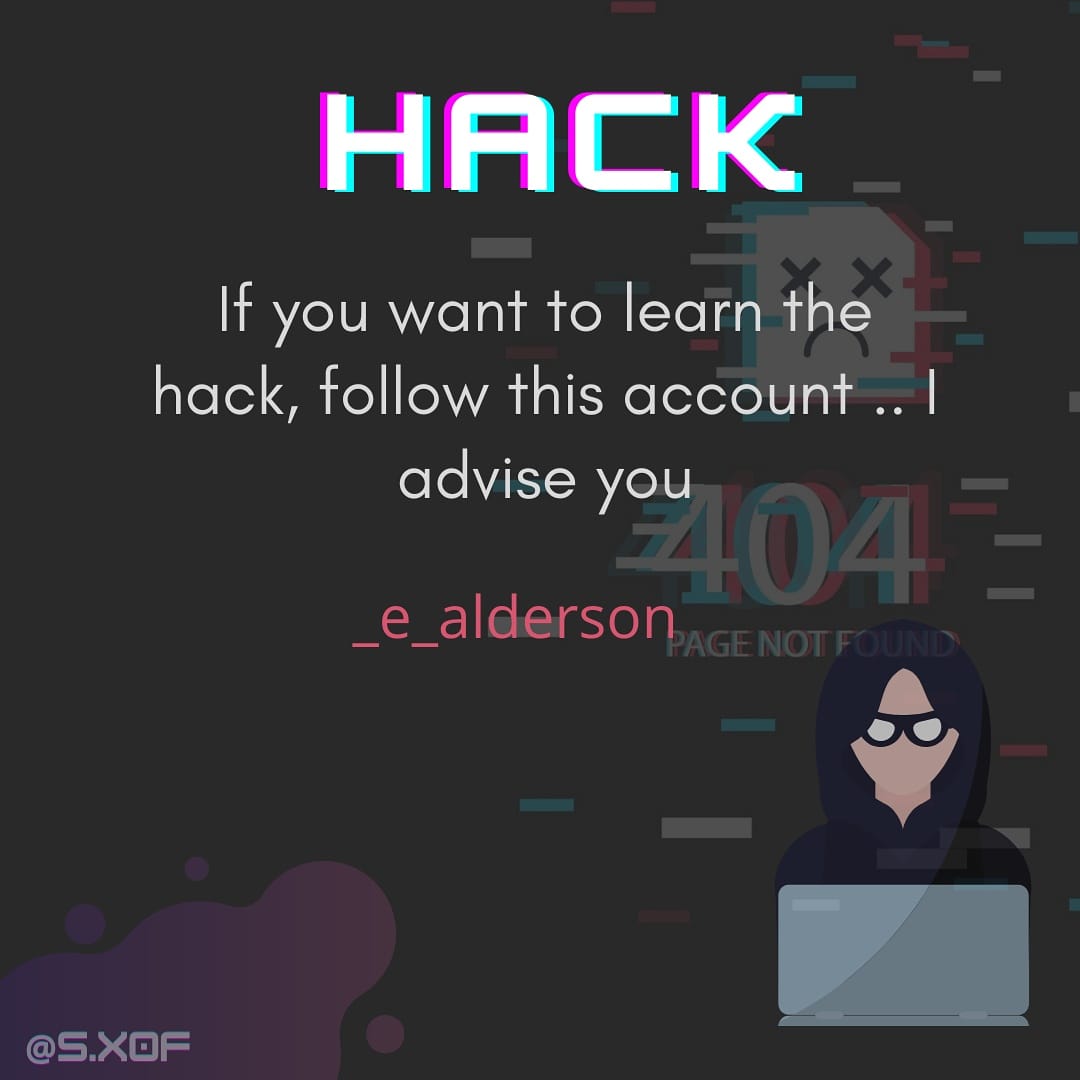 HACK
If you want to learn the
hack, follow this account .. I
advise you
404
_e_alderson
PAGE NOT FOUND
@S.XOF